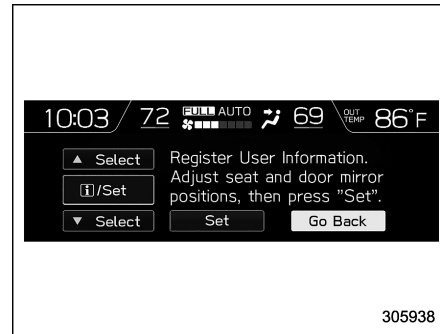 10:03 72 FULL AUTO 69 OUT TEMP 86°F
▲ Select
i/Set
▼ Select
Register User Information.
Adjust seat and door mirror
positions, then press "Set".
Set Go Back
305938